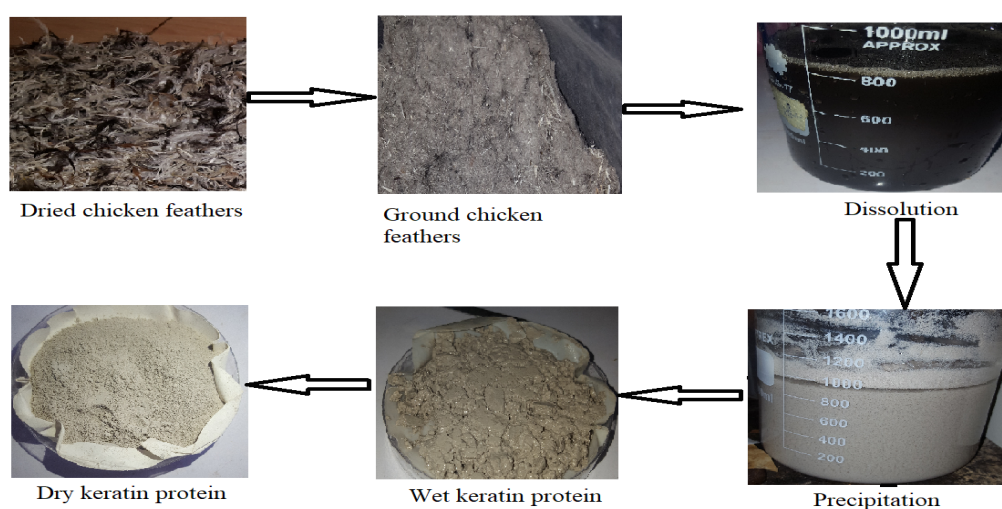 100µml
APPROX
800
600
400
200
Dried chicken feathers
Ground chicken
feathers
Dissolution
1600
1400
1200
1000
800
600
400
200
Dry keratin protein
Wet keratin protein
Precipitation